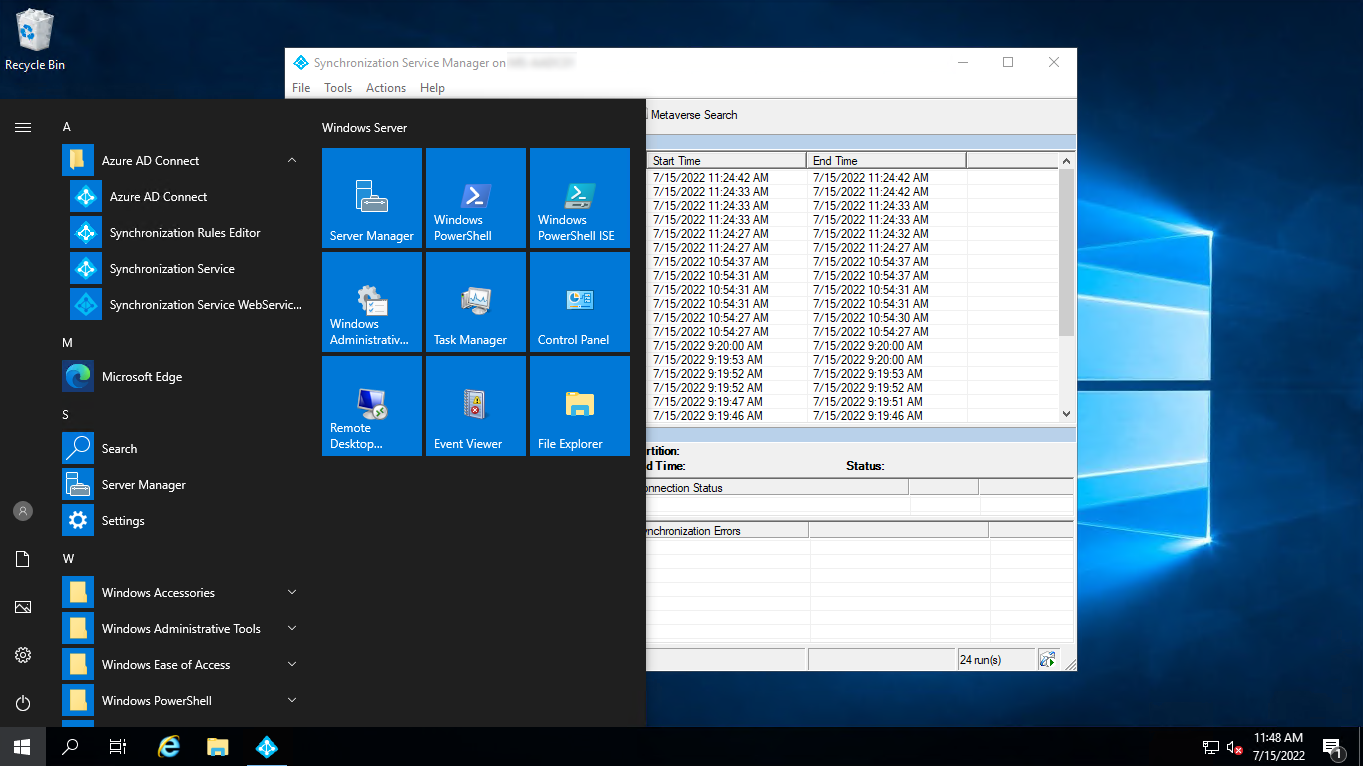 Recycle Bin
Synchronization Service Manager on
File Tools Actions Help
Metaverse Search
Start Time End Time
7/15/2022 11:24:42 AM 7/15/2022 11:24:42 AM
7/15/2022 11:24:33 AM 7/15/2022 11:24:42 AM
7/15/2022 11:24:33 AM 7/15/2022 11:24:33 AM
7/15/2022 11:24:33 AM 7/15/2022 11:24:33 AM
7/15/2022 11:24:27 AM 7/15/2022 11:24:32 AM
7/15/2022 11:24:27 AM 7/15/2022 11:24:27 AM
7/15/2022 10:54:37 AM 7/15/2022 10:54:37 AM
7/15/2022 10:54:31 AM 7/15/2022 10:54:37 AM
7/15/2022 10:54:31 AM 7/15/2022 10:54:31 AM
7/15/2022 10:54:31 AM 7/15/2022 10:54:31 AM
7/15/2022 10:54:27 AM 7/15/2022 10:54:30 AM
7/15/2022 10:54:27 AM 7/15/2022 10:54:27 AM
7/15/2022 9:20:00 AM 7/15/2022 9:20:00 AM
7/15/2022 9:19:53 AM 7/15/2022 9:20:00 AM
7/15/2022 9:19:52 AM 7/15/2022 9:19:53 AM
7/15/2022 9:19:52 AM 7/15/2022 9:19:52 AM
7/15/2022 9:19:47 AM 7/15/2022 9:19:51 AM
7/15/2022 9:19:46 AM 7/15/2022 9:19:46 AM
rtition:
d Time: Status:
onnection Status
ynchronization Errors
24 run(s)
A
Azure AD Connect
Azure AD Connect
Synchronization Rules Editor
Synchronization Service
Synchronization Service WebServic...
M
Microsoft Edge
S
Search
Server Manager
Settings
W
Windows Accessories
Windows Administrative Tools
Windows Ease of Access
Windows PowerShell
Windows Server
Server Manager
Windows
PowerShell
Windows
PowerShell ISE
Windows
Administrativ...
Task Manager
Control Panel
Remote
Desktop...
Event Viewer
File Explorer
11:48 AM
7/15/2022
1